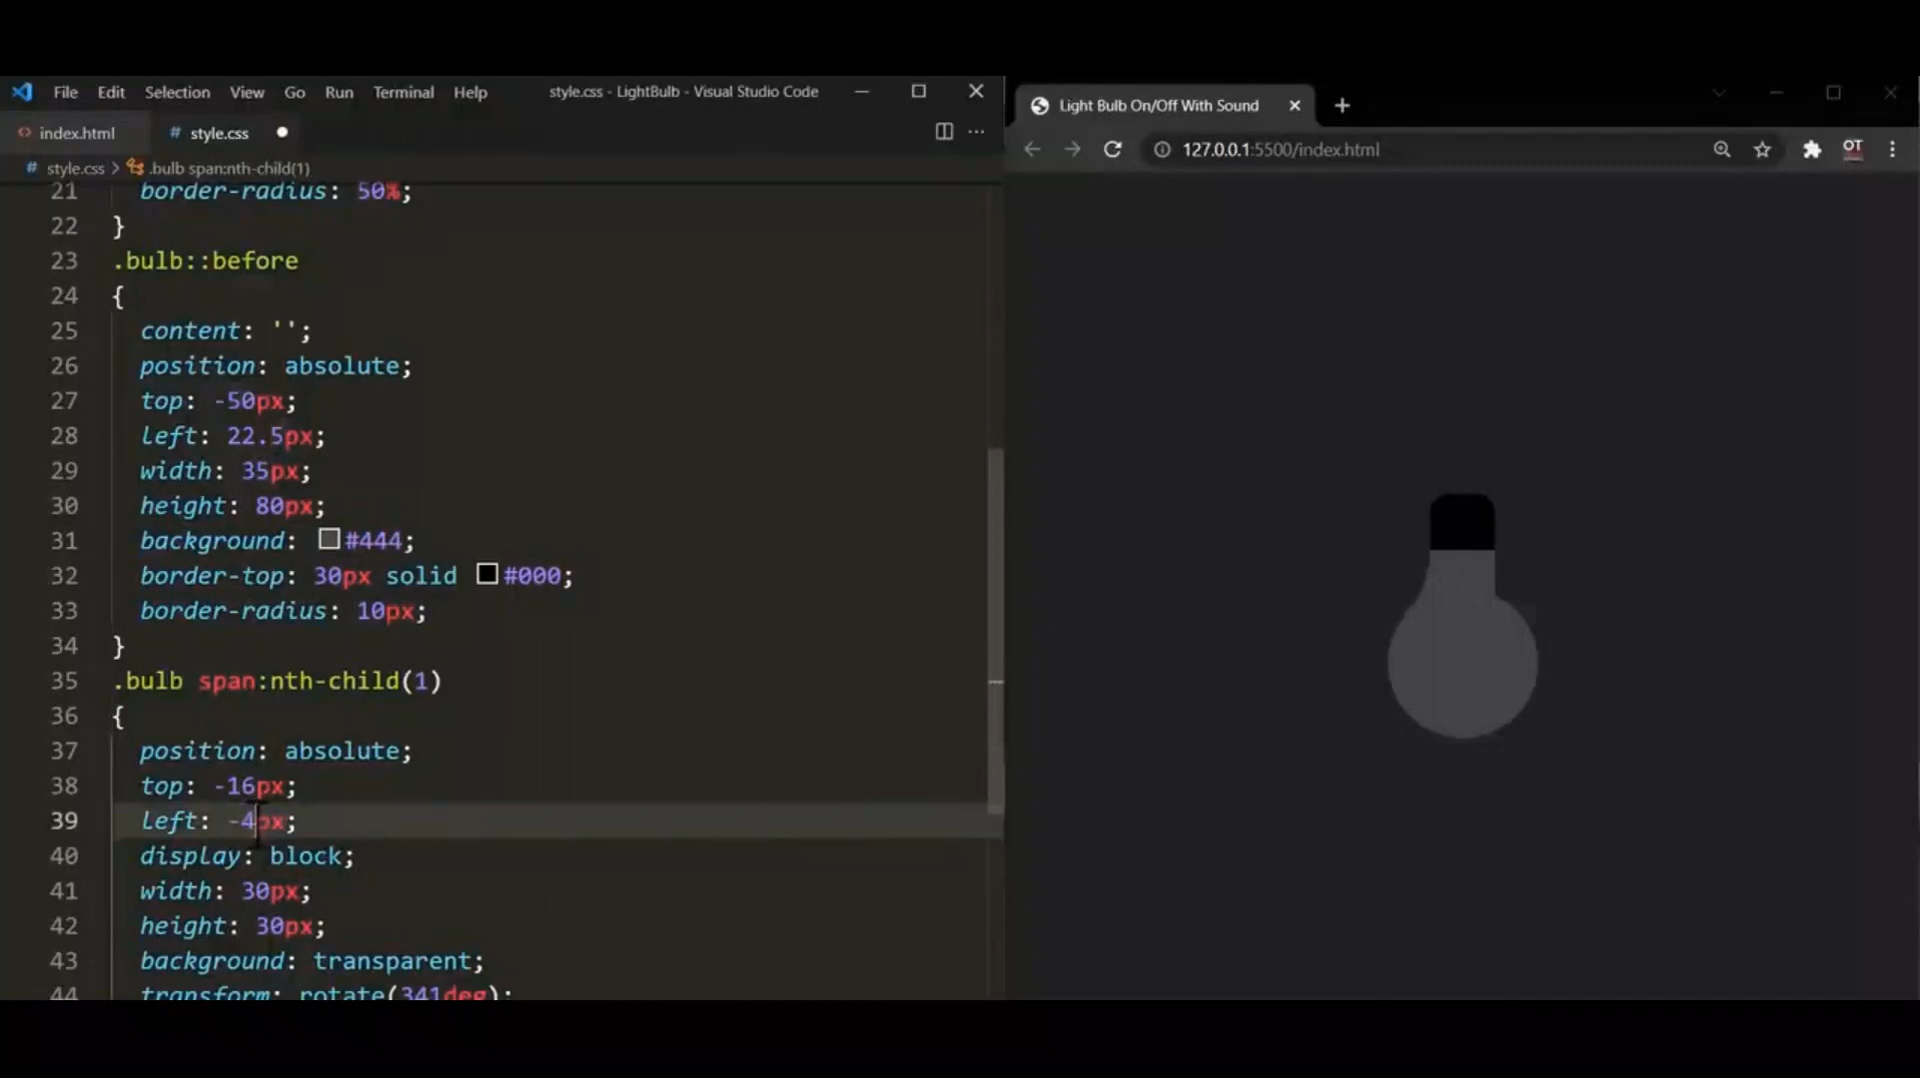 File Edit Selection View Go Run Terminal Help style.css - LightBulb - Visual Studio Code
index.html # style.css
# style.css > .bulb span:nth-child(1)
21 border-radius: 50%;
22 }
23 .bulb::before
24 {
25 content: '';
26 position: absolute;
27 top: -50px;
28 left: 22.5px;
29 width: 35px;
30 height: 80px;
31 background: #444;
32 border-top: 30px solid #000;
33 border-radius: 10px;
34 }
35 .bulb span:nth-child(1)
36 {
37 position: absolute;
38 top: -16px;
39 left: -4px;
40 display: block;
41 width: 30px;
42 height: 30px;
43 background: transparent;
44 transform: rotate(341deg);
Light Bulb On/Off With Sound
127.0.0.1:5500/index.html
OT